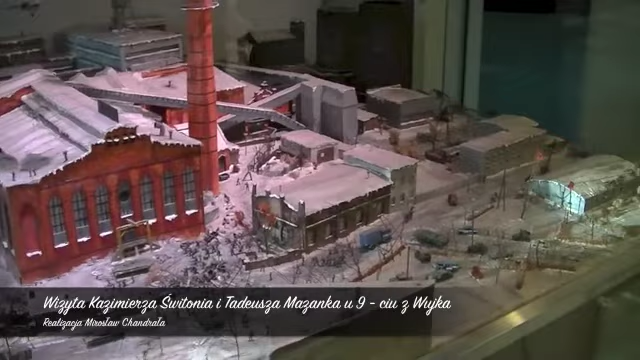 Wizyta Kazimierza Świtonia i Tadeusza Mazanka u 9 - ciu z Wujka
Realizacja Mirosław Chandrała